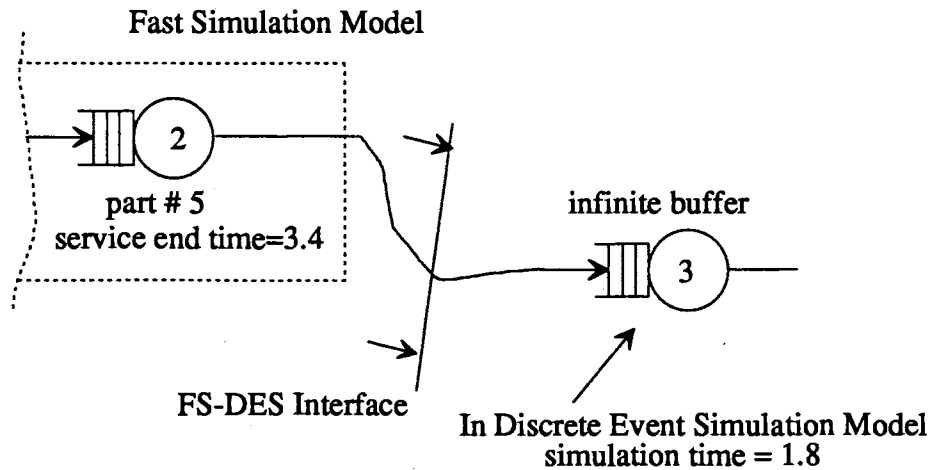 Fast Simulation Model
2
part # 5
service end time=3.4
infinite buffer
3
FS-DES Interface
In Discrete Event Simulation Model
simulation time = 1.8